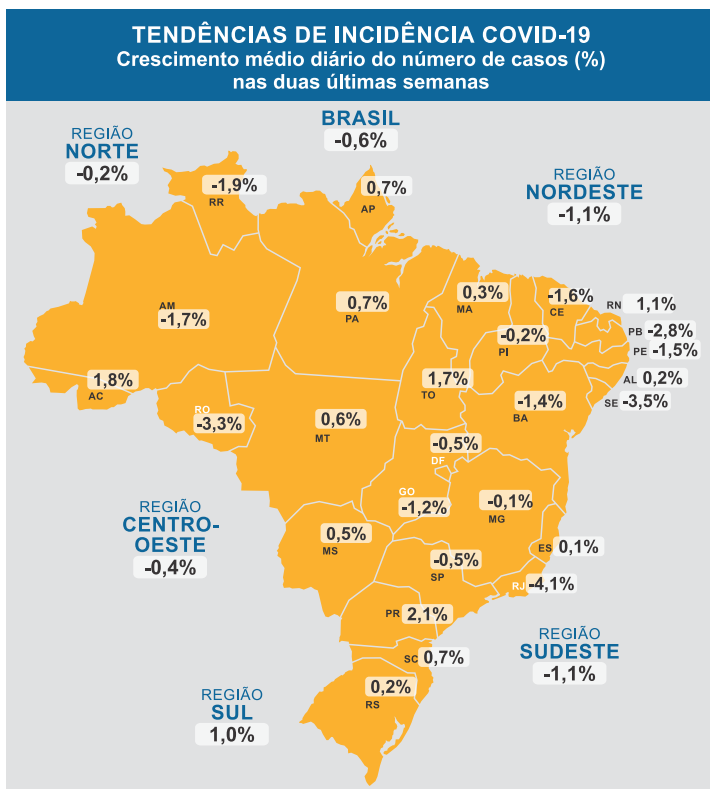 TENDÊNCIAS DE INCIDÊNCIA COVID-19
Crescimento médio diário do número de casos (%)
nas duas últimas semanas
BRASIL
-0,6%
REGIÃO
NORTE
-0,2%
REGIÃO
NORDESTE
-1,1%
-1,9%
RR
0,7%
AP
AM
-1,7%
0,7%
PA
0,3%
MA
-1,6%
CE
RN 1,1%
-0,2%
PI
PB -2,8%
PE -1,5%
1,8%
AC
1,7%
TO
AL 0,2%
SE -3,5%
-1,4%
BA
RO
-3,3%
0,6%
MT
-0,5%
DF
GO
-1,2%
-0,1%
MG
REGIÃO
CENTRO-
OESTE
-0,4%
0,5%
MS
ES 0,1%
-0,5%
SP
RJ -4,1%
PR 2,1%
SC 0,7%
REGIÃO
SUDESTE
-1,1%
0,2%
RS
REGIÃO
SUL
1,0%